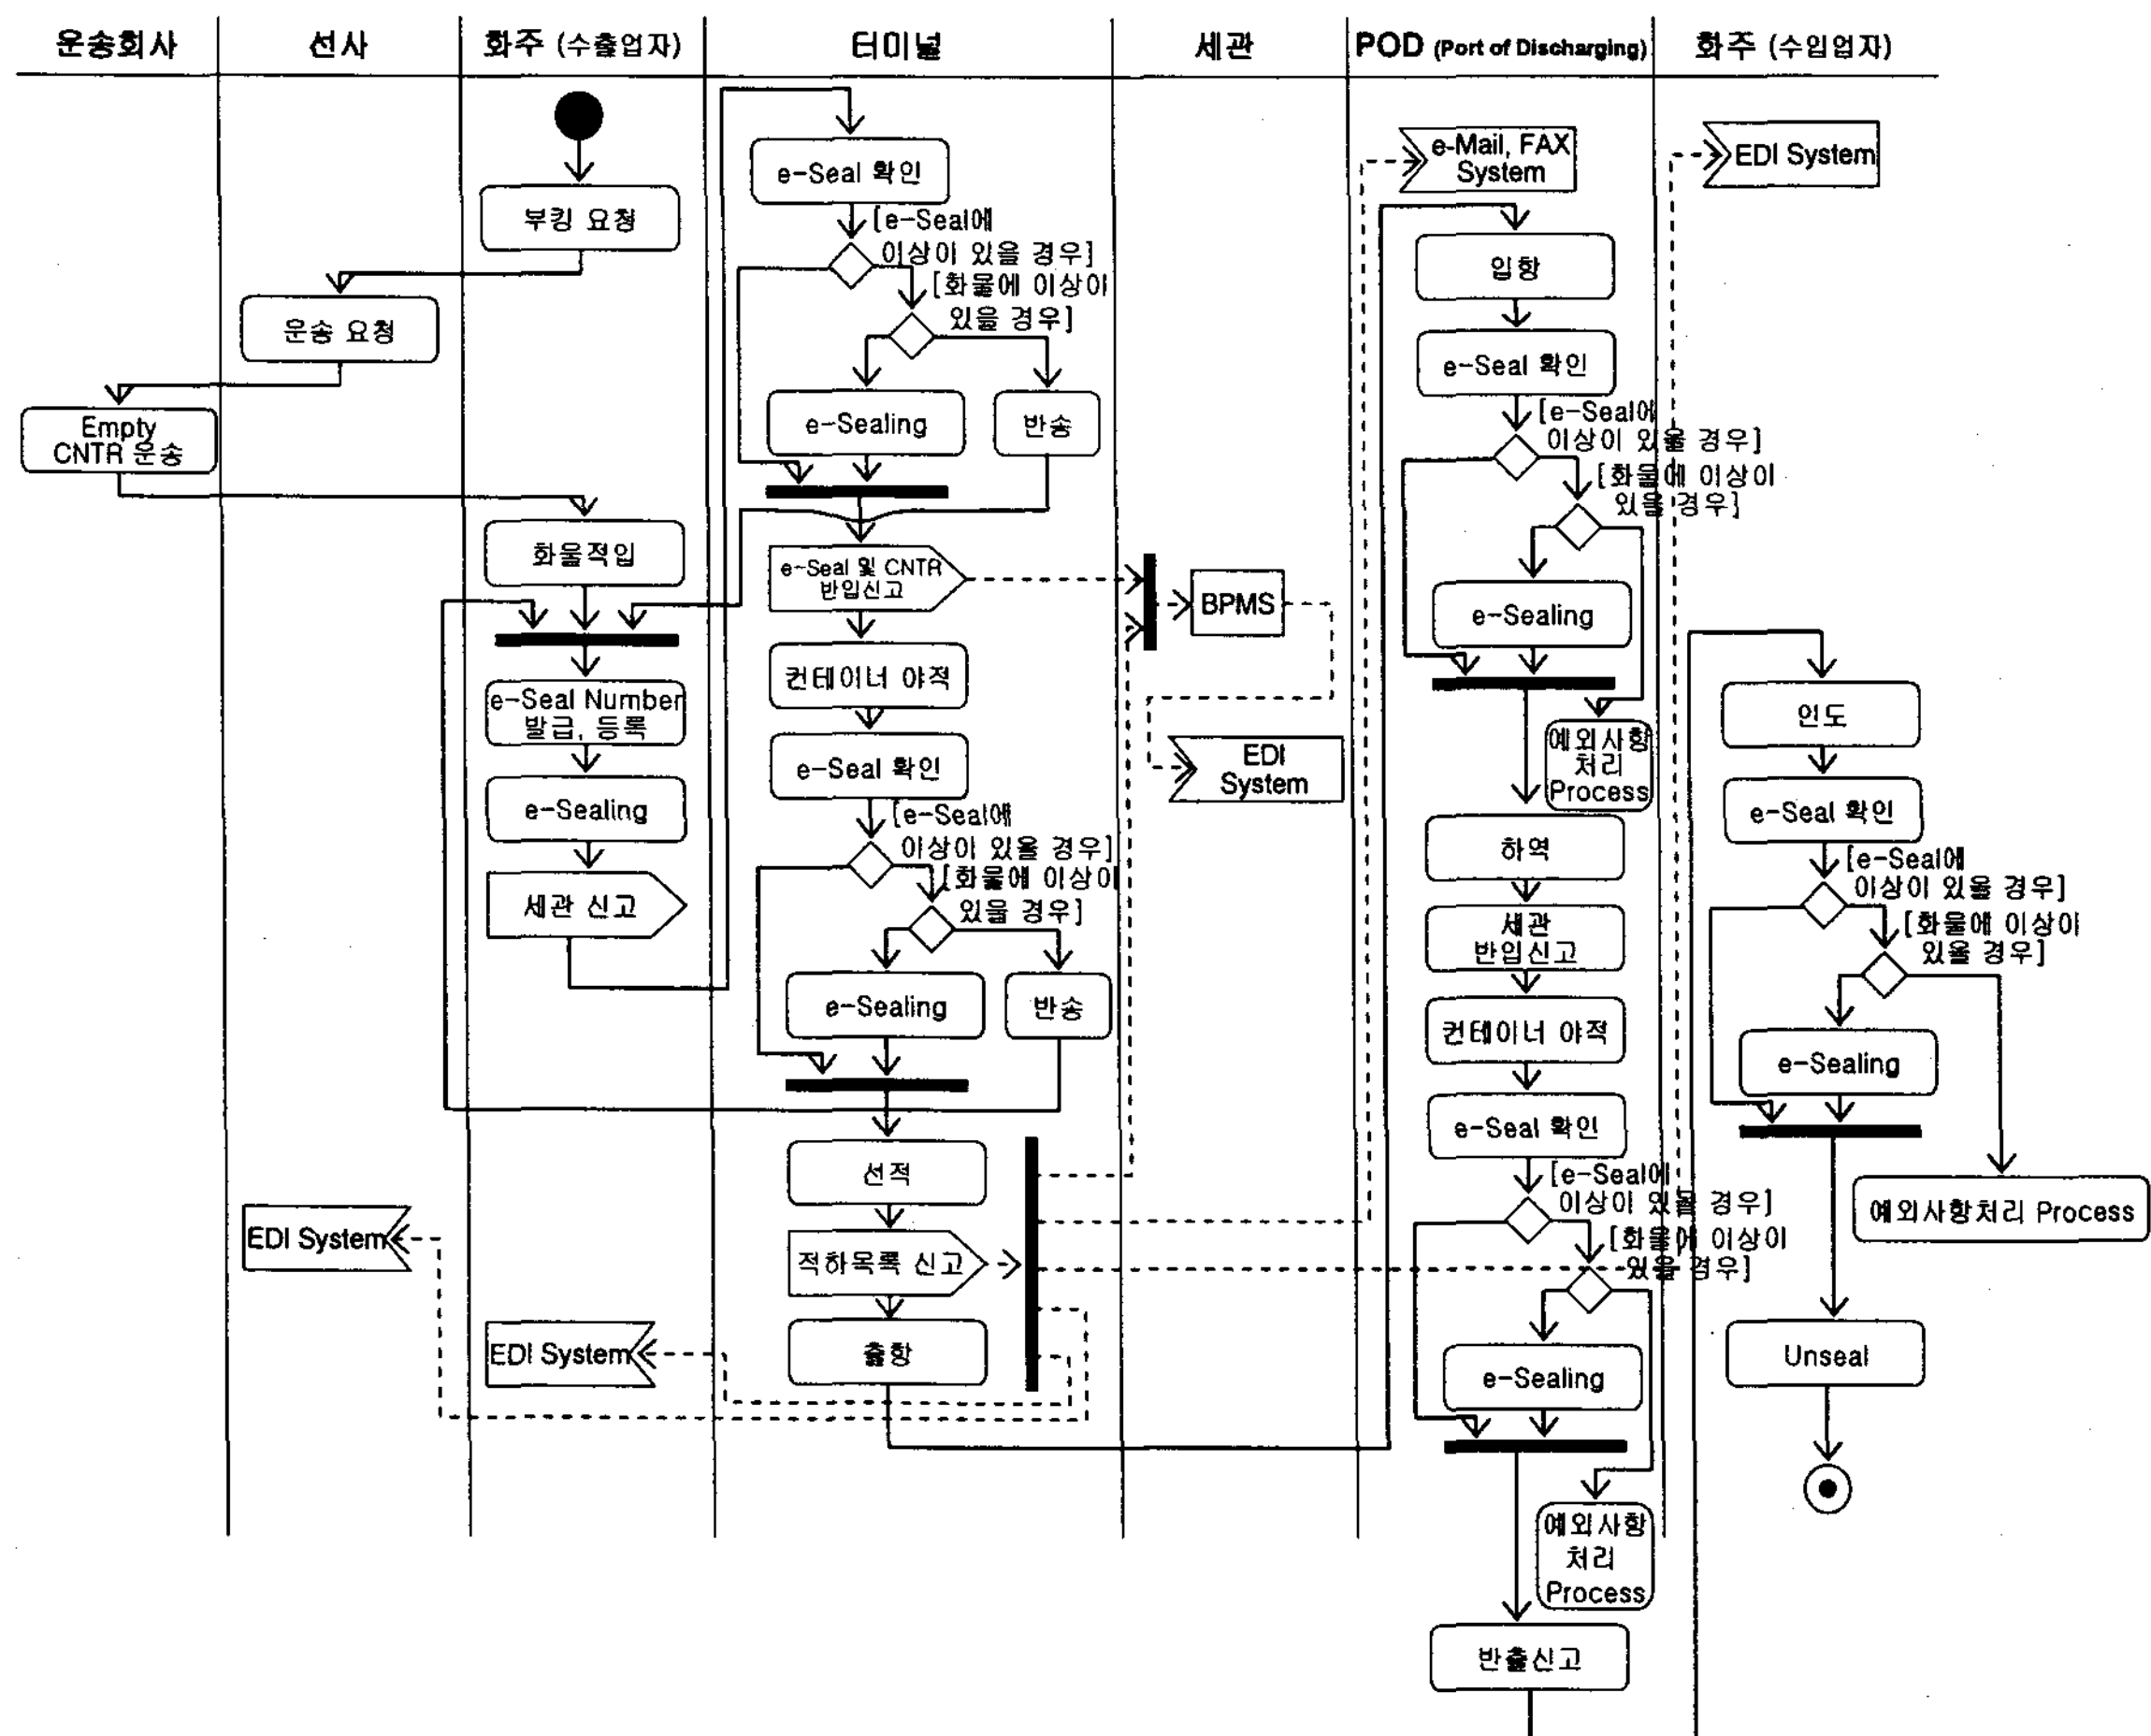 운송회사
선사
화주 (수출업자)
터미널
세관
POD (Port of Discharging)
화주 (수입업자)
부킹 요청
운송 요청
Empty
CNTR 운송
화물적입
e-Seal Number
발급, 등록
e-Sealing
세관 신고
EDI System
EDI System
e-Seal 확인
[e-Seal에
이상이 있을 경우]
[화물에 이상이
있을 경우]
e-Sealing
반송
e-Seal 및 CNTR
반입신고
컨테이너 야적
e-Seal 확인
[e-Seal에
이상이 있을 경우]
[화물에 이상이
있을 경우]
e-Sealing
반송
선적
적하목록 신고
출항
BPMS
EDI
System
e-Mail, FAX
System
입항
e-Seal 확인
[e-Seal에
이상이 있을 경우]
[화물에 이상이
있을 경우]
e-Sealing
예외사항
처리
Process
하역
세관
반입신고
컨테이너 야적
e-Seal 확인
[e-Seal에
이상이 있을 경우]
[화물에 이상이
있을 경우]
e-Sealing
예외사항
처리
Process
반출신고
EDI System
인도
e-Seal 확인
[e-Seal에
이상이 있을 경우]
[화물에 이상이
있을 경우]
e-Sealing
예외사항처리 Process
Unseal